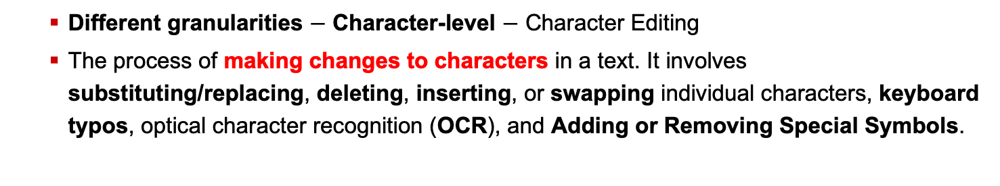 ▪ Different granularities – Character-level – Character Editing
▪ The process of making changes to characters in a text. It involves
substituting/replacing, deleting, inserting, or swapping individual characters, keyboard
typos, optical character recognition (OCR), and Adding or Removing Special Symbols.